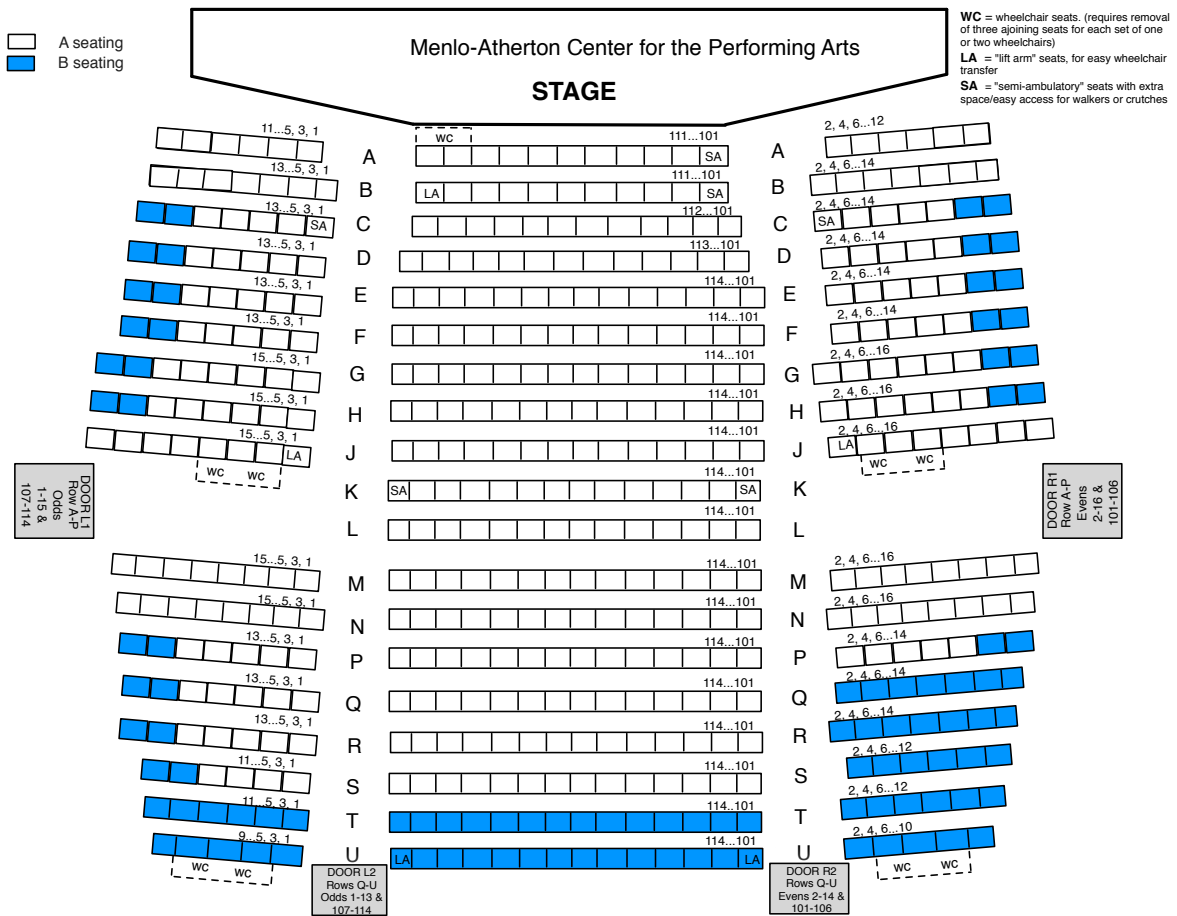 Menlo-Atherton Center for the Performing Arts
STAGE
A seating
B seating
WC = wheelchair seats. (requires removal
of three ajoining seats for each set of one
or two wheelchairs)
LA = "lift arm" seats, for easy wheelchair
transfer
SA = "semi-ambulatory" seats with extra
space/easy access for walkers or crutches
11...5, 3, 1
A
WC
111...101
SA
A
2, 4, 6...12
13...5, 3, 1
B
LA
111...101
SA
B
2, 4, 6...14
13...5, 3, 1
SA
C
112...101
C
2, 4, 6...14
SA
13...5, 3, 1
D
113...101
D
2, 4, 6...14
13...5, 3, 1
E
114...101
E
2, 4, 6...14
13...5, 3, 1
F
114...101
F
2, 4, 6...14
15...5, 3, 1
G
114...101
G
2, 4, 6...16
15...5, 3, 1
H
114...101
H
2, 4, 6...16
15...5, 3, 1
LA
WC WC
J
114...101
J
2, 4, 6...16
LA
WC WC
K
SA
114...101
SA
K
L
114...101
L
DOOR L1
Row A-P
Odds
1-15 &
107-114
DOOR R1
Row A-P
Evens
2-16 &
101-106
15...5, 3, 1
M
114...101
M
2, 4, 6...16
15...5, 3, 1
N
114...101
N
2, 4, 6...16
13...5, 3, 1
P
114...101
P
2, 4, 6...14
13...5, 3, 1
Q
114...101
Q
2, 4, 6...14
13...5, 3, 1
R
114...101
R
2, 4, 6...14
11...5, 3, 1
S
114...101
S
2, 4, 6...12
11...5, 3, 1
T
114...101
T
2, 4, 6...12
9...5, 3, 1
WC WC
U
LA
114...101
LA
U
2, 4, 6...10
WC WC
DOOR L2
Rows Q-U
Odds 1-13 &
107-114
DOOR R2
Rows Q-U
Evens 2-14 &
101-106